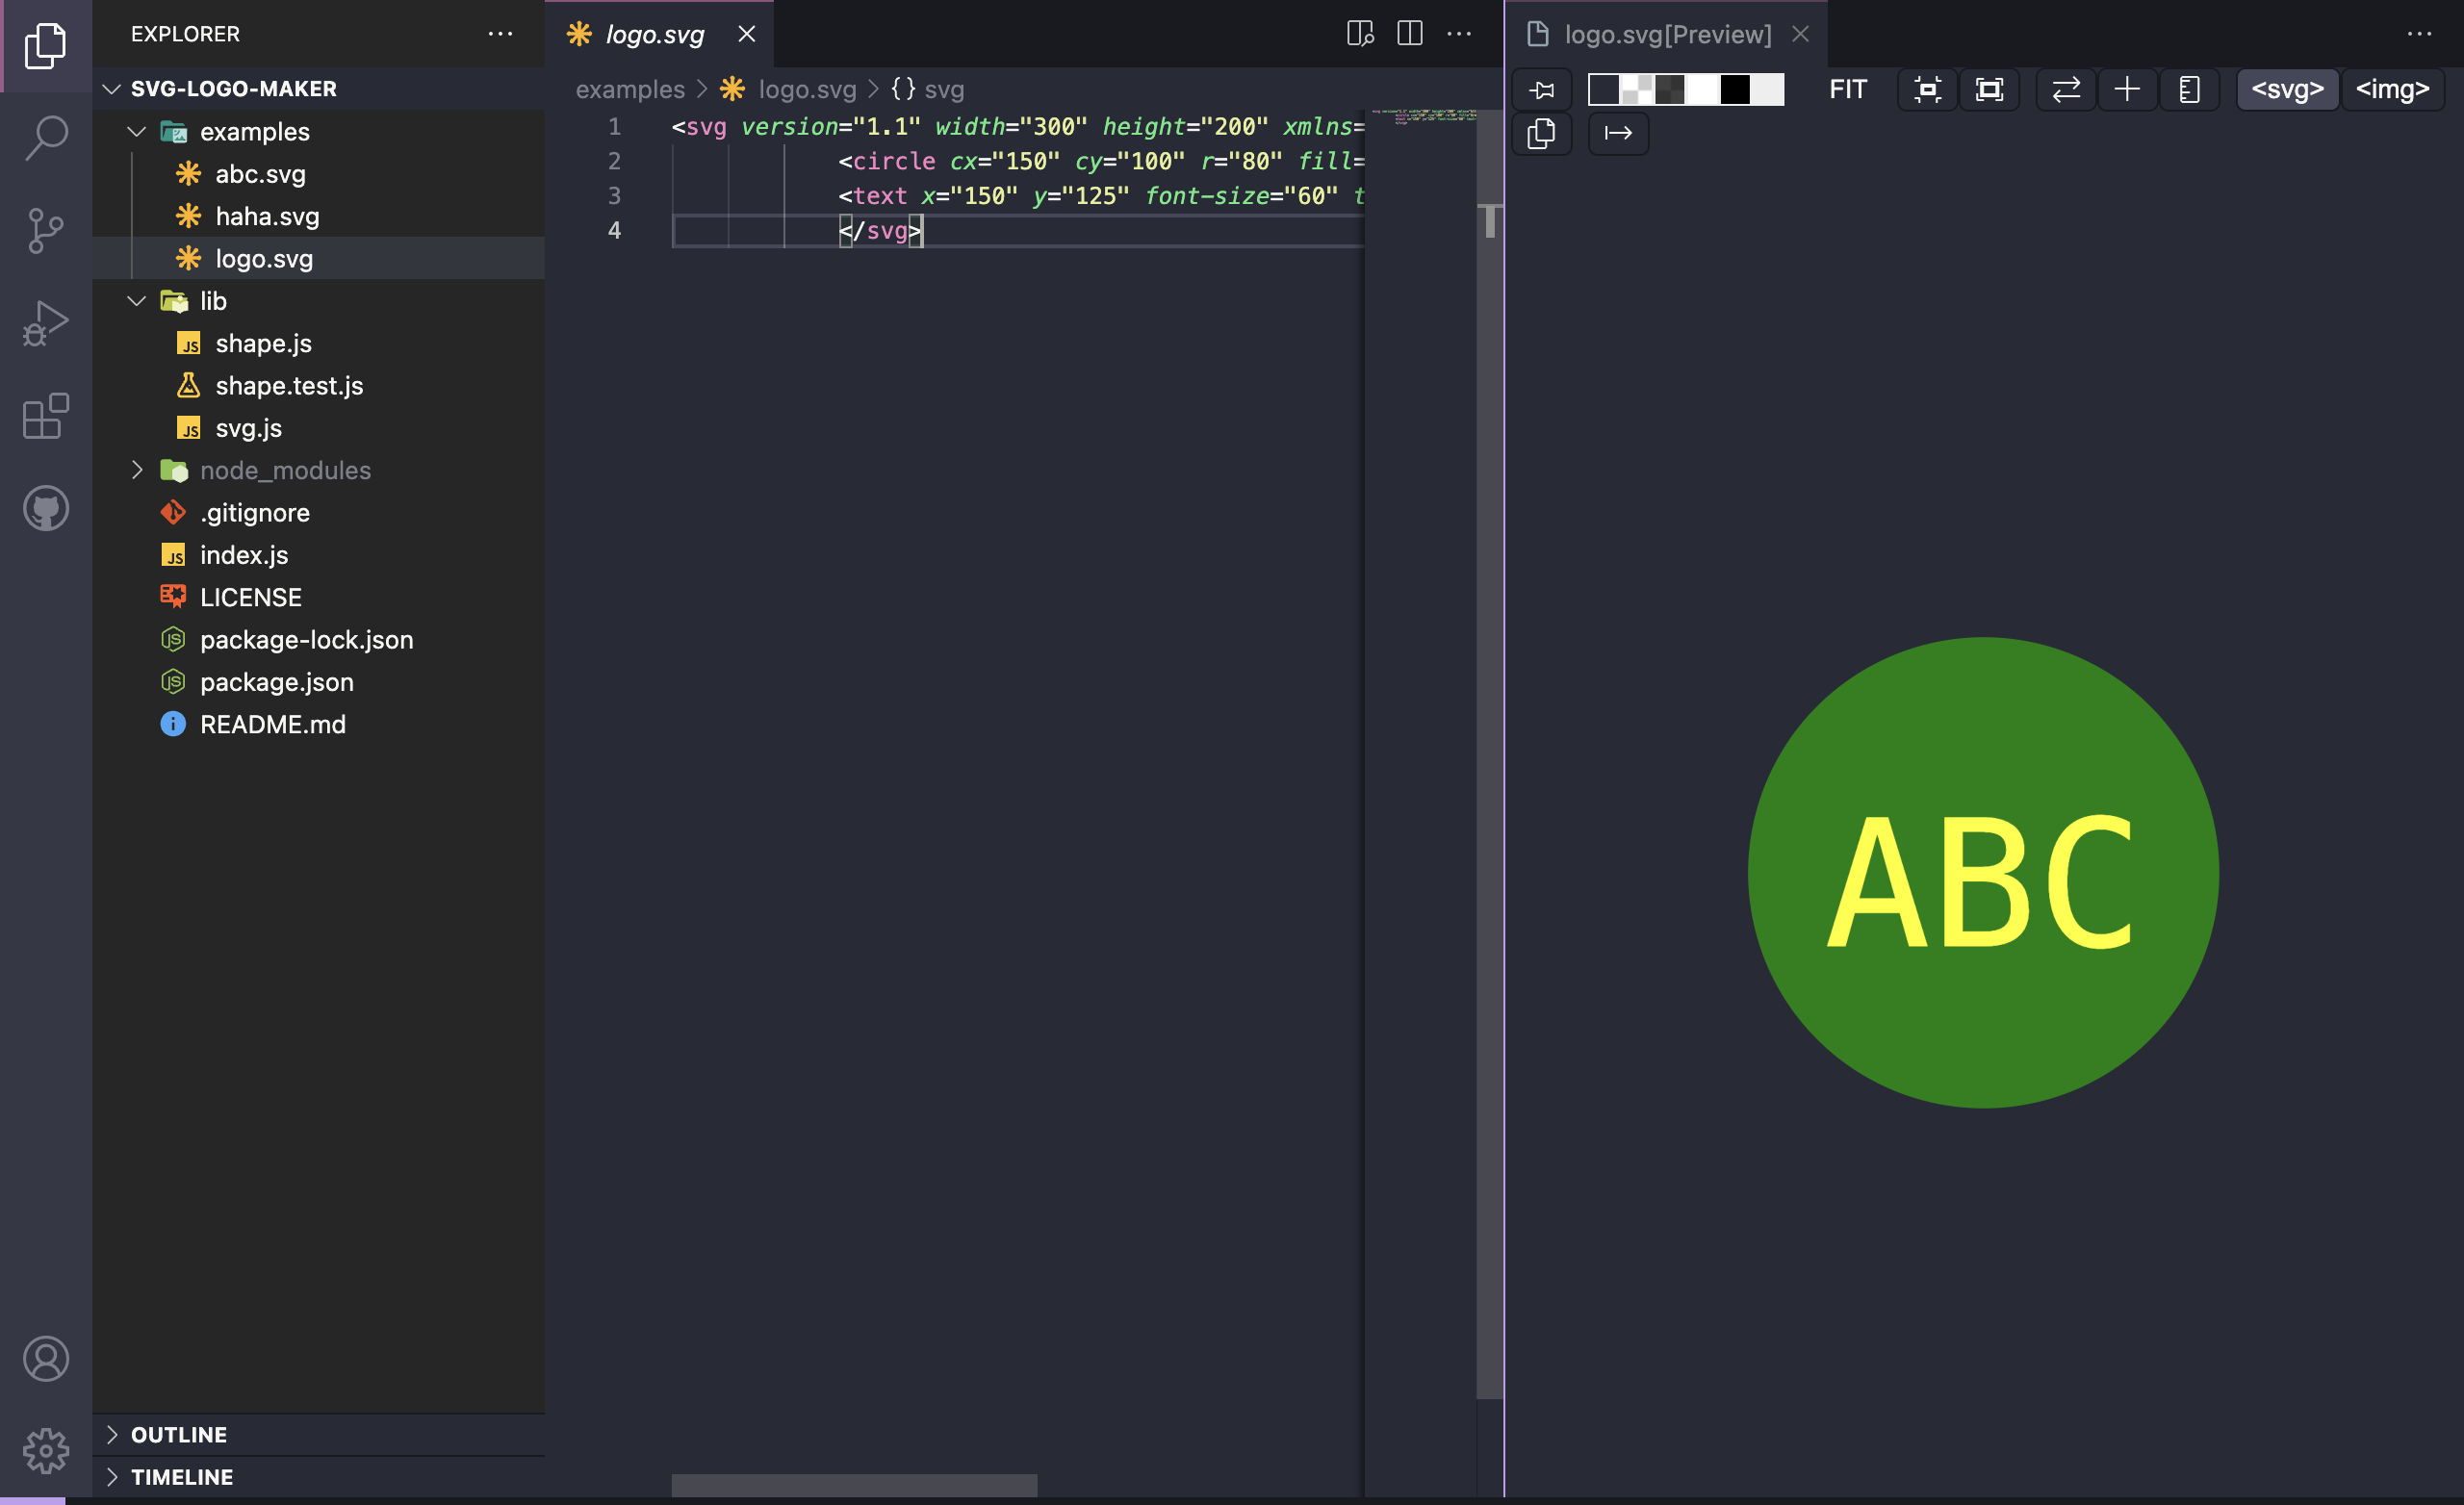 EXPLORER
SVG-LOGO-MAKER
examples
abc.svg
haha.svg
logo.svg
lib
shape.js
shape.test.js
svg.js
node_modules
.gitignore
index.js
LICENSE
package-lock.json
package.json
README.md
OUTLINE
TIMELINE
logo.svg
examples > logo.svg > {} svg
1 <svg version="1.1" width="300" height="200" xmlns=
2 <circle cx="150" cy="100" r="80" fill=
3 <text x="150" y="125" font-size="60" t
4 </svg>
logo.svg[Preview]
FIT
<svg> <img>
ABC